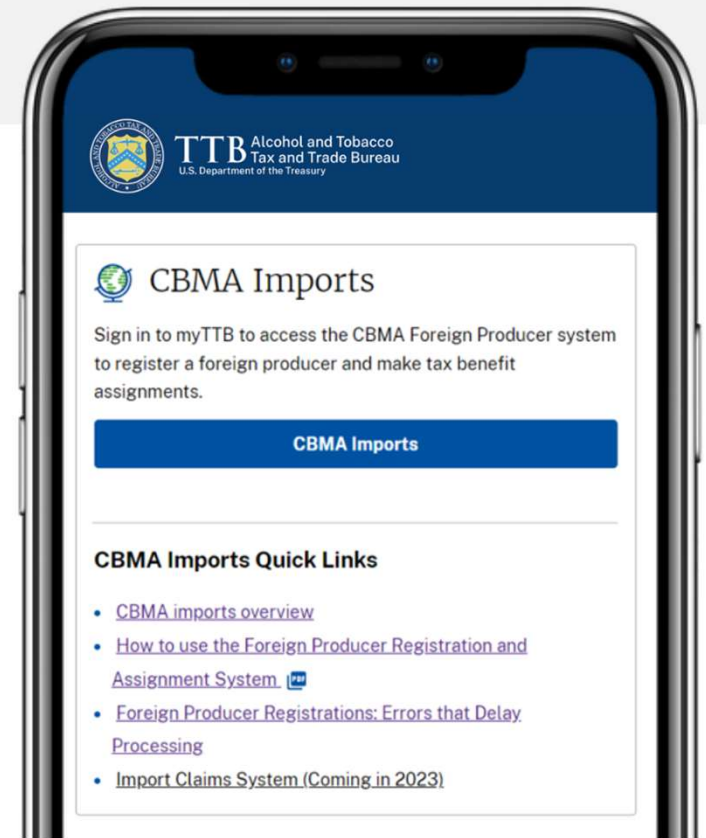 TTB Alcohol and Tobacco
Tax and Trade Bureau
U.S. Department of the Treasury
CBMA Imports
Sign in to myTTB to access the CBMA Foreign Producer system
to register a foreign producer and make tax benefit
assignments.
CBMA Imports
CBMA Imports Quick Links
• CBMA imports overview
• How to use the Foreign Producer Registration and
Assignment System PDF
• Foreign Producer Registrations: Errors that Delay
Processing
• Import Claims System (Coming in 2023)